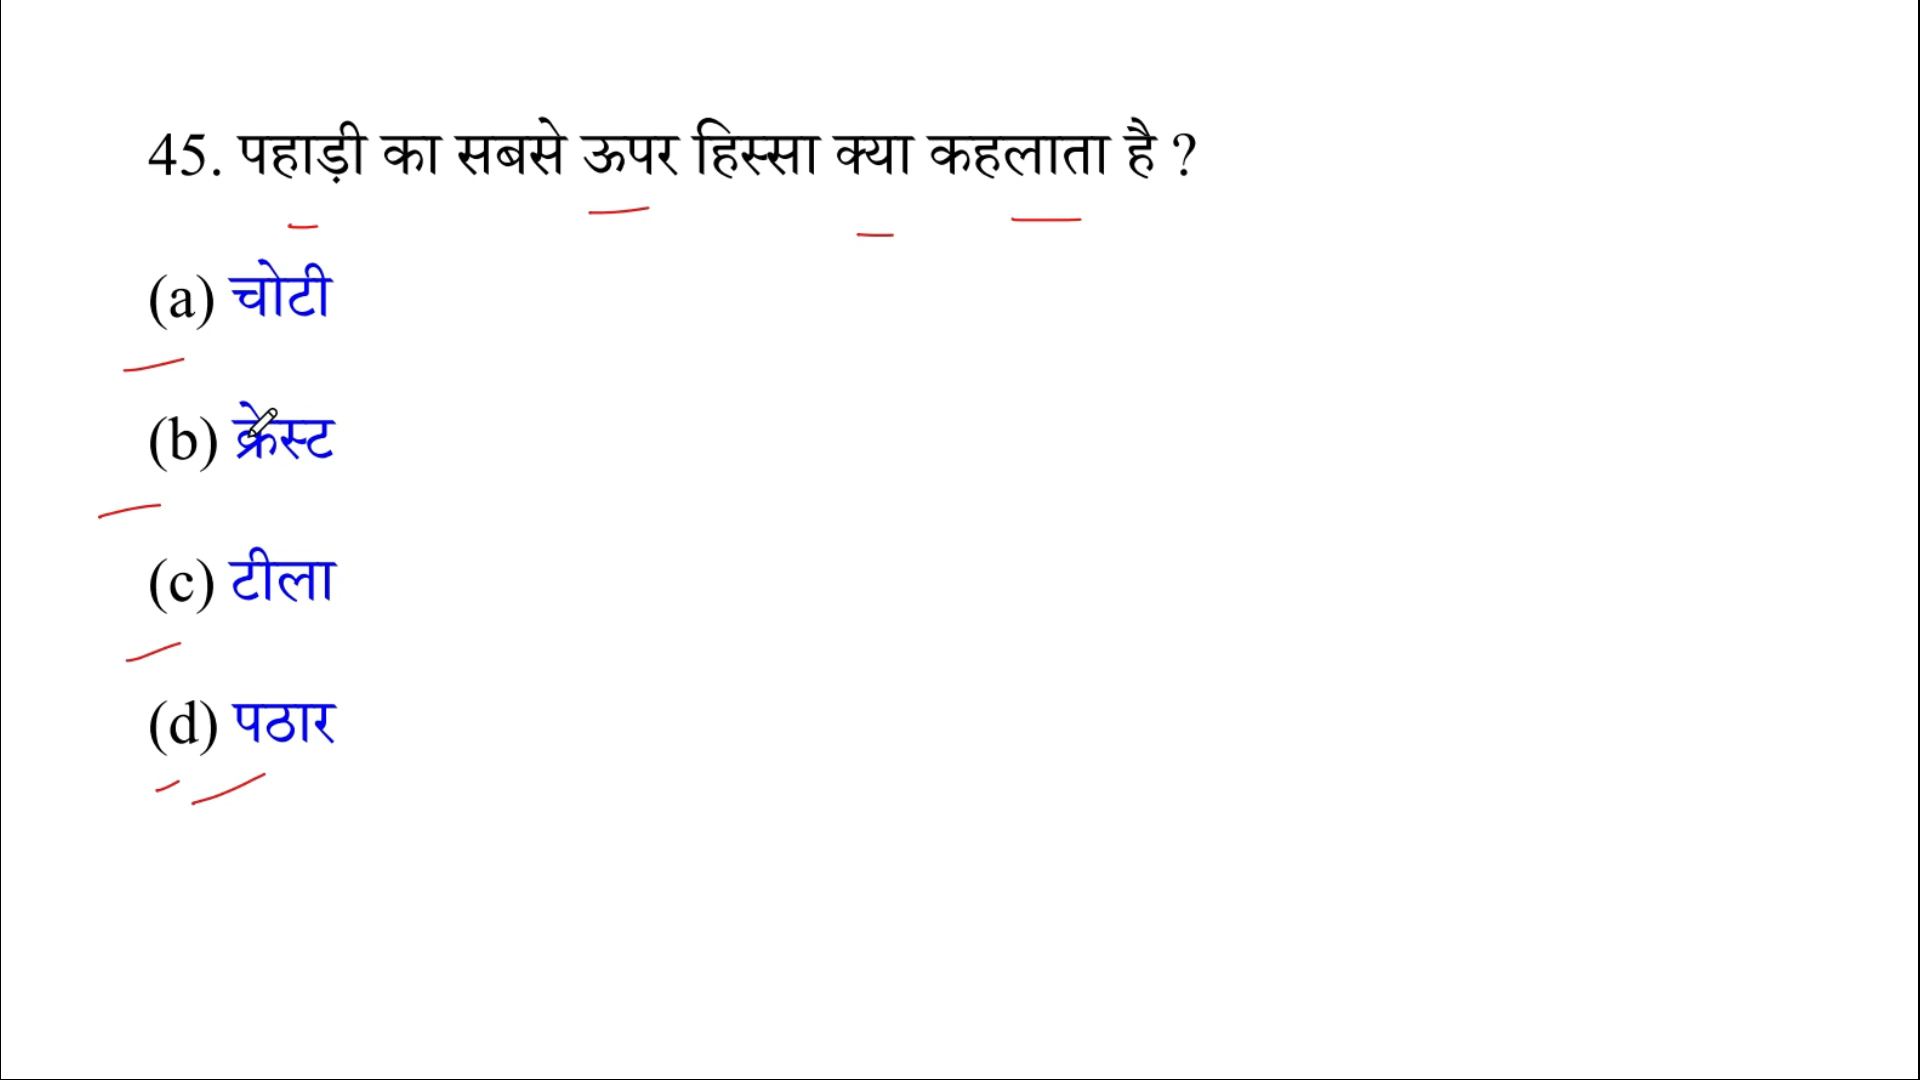 45. पहाड़ी का सबसे ऊपर हिस्सा क्या कहलाता है ?
(a) चोटी
(b) क्रेस्ट
(c) टीला
(d) पठार